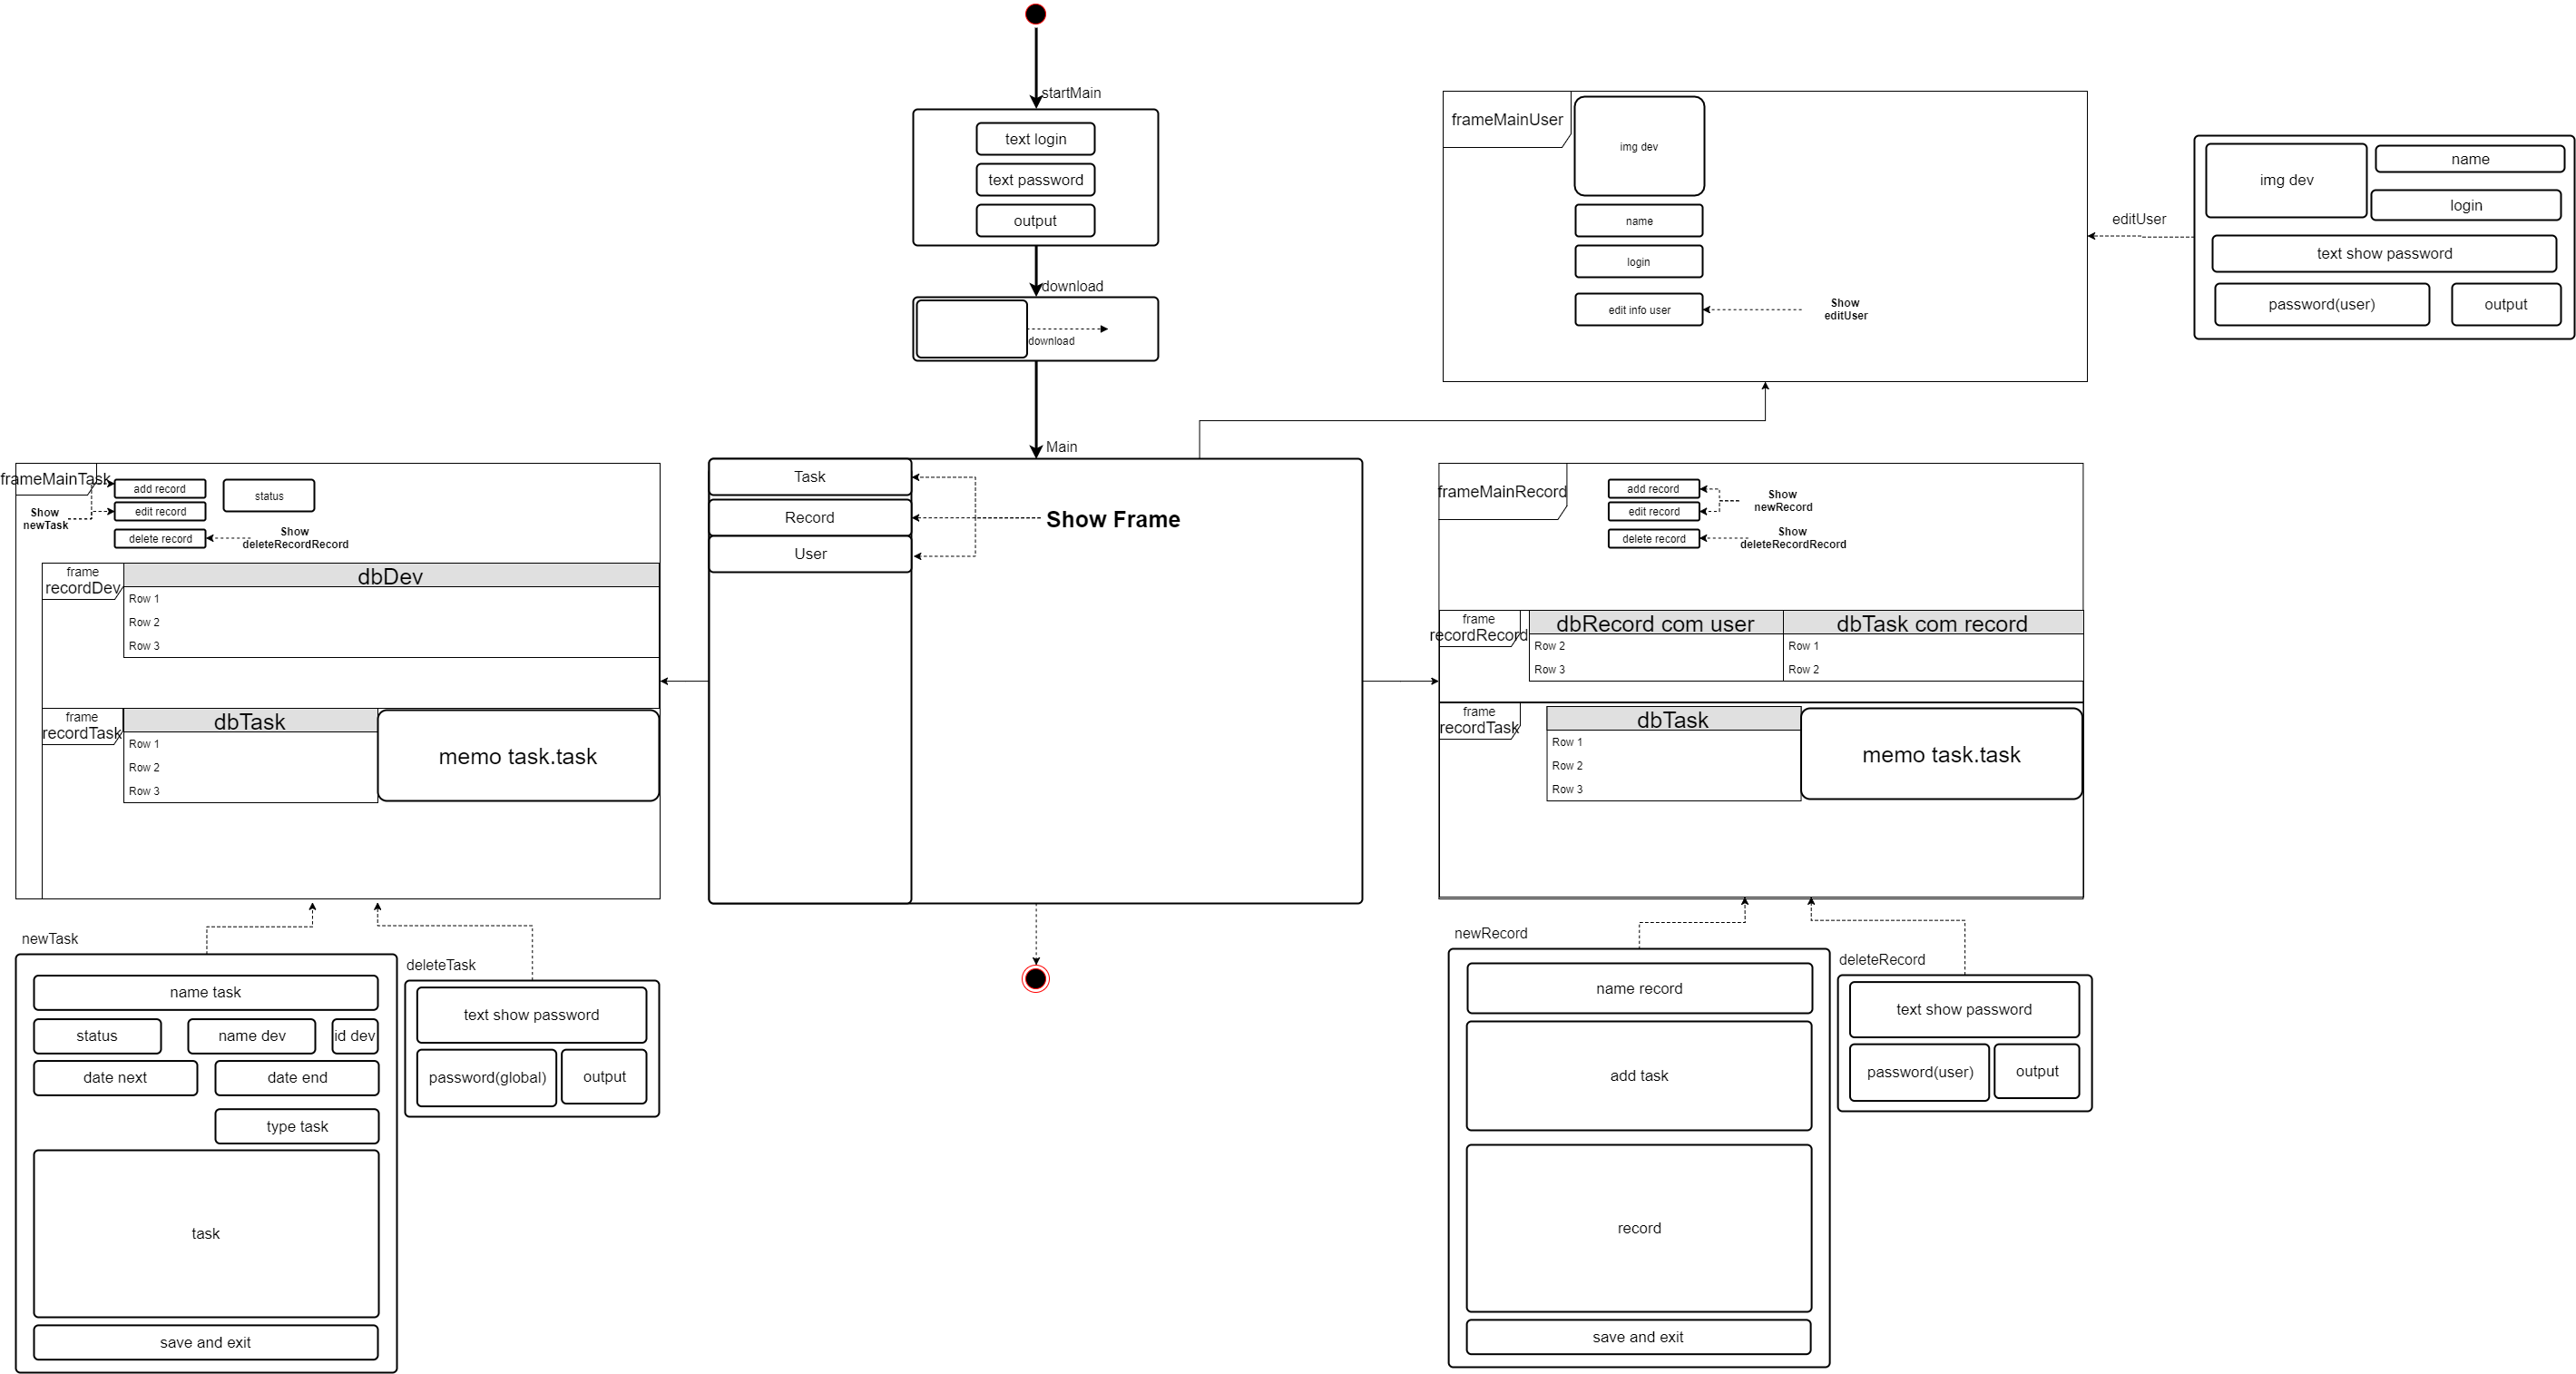 startMain
text login
text password
output
download
download
Main
Task
Record
User
Show Frame
frameMainUser
img dev
name
login
edit info user
Show
editUser
editUser
img dev
name
login
text show password
password(user)
output
frameMainTask
add record
edit record
delete record
status
Show
newTask
Show
deleteRecordRecord
frame
recordDev
dbDev
Row 1
Row 2
Row 3
frame
recordTask
dbTask
Row 1
Row 2
Row 3
memo task.task
newTask
name task
status
name dev
id dev
date next
date end
type task
task
save and exit
deleteTask
text show password
password(global)
output
frameMainRecord
add record
edit record
delete record
Show
newRecord
Show
deleteRecordRecord
frame
recordRecord
dbRecord com user
Row 2
Row 3
dbTask com record
Row 1
Row 2
frame
recordTask
dbTask
Row 1
Row 2
Row 3
memo task.task
newRecord
name record
add task
record
save and exit
deleteRecord
text show password
password(user)
output